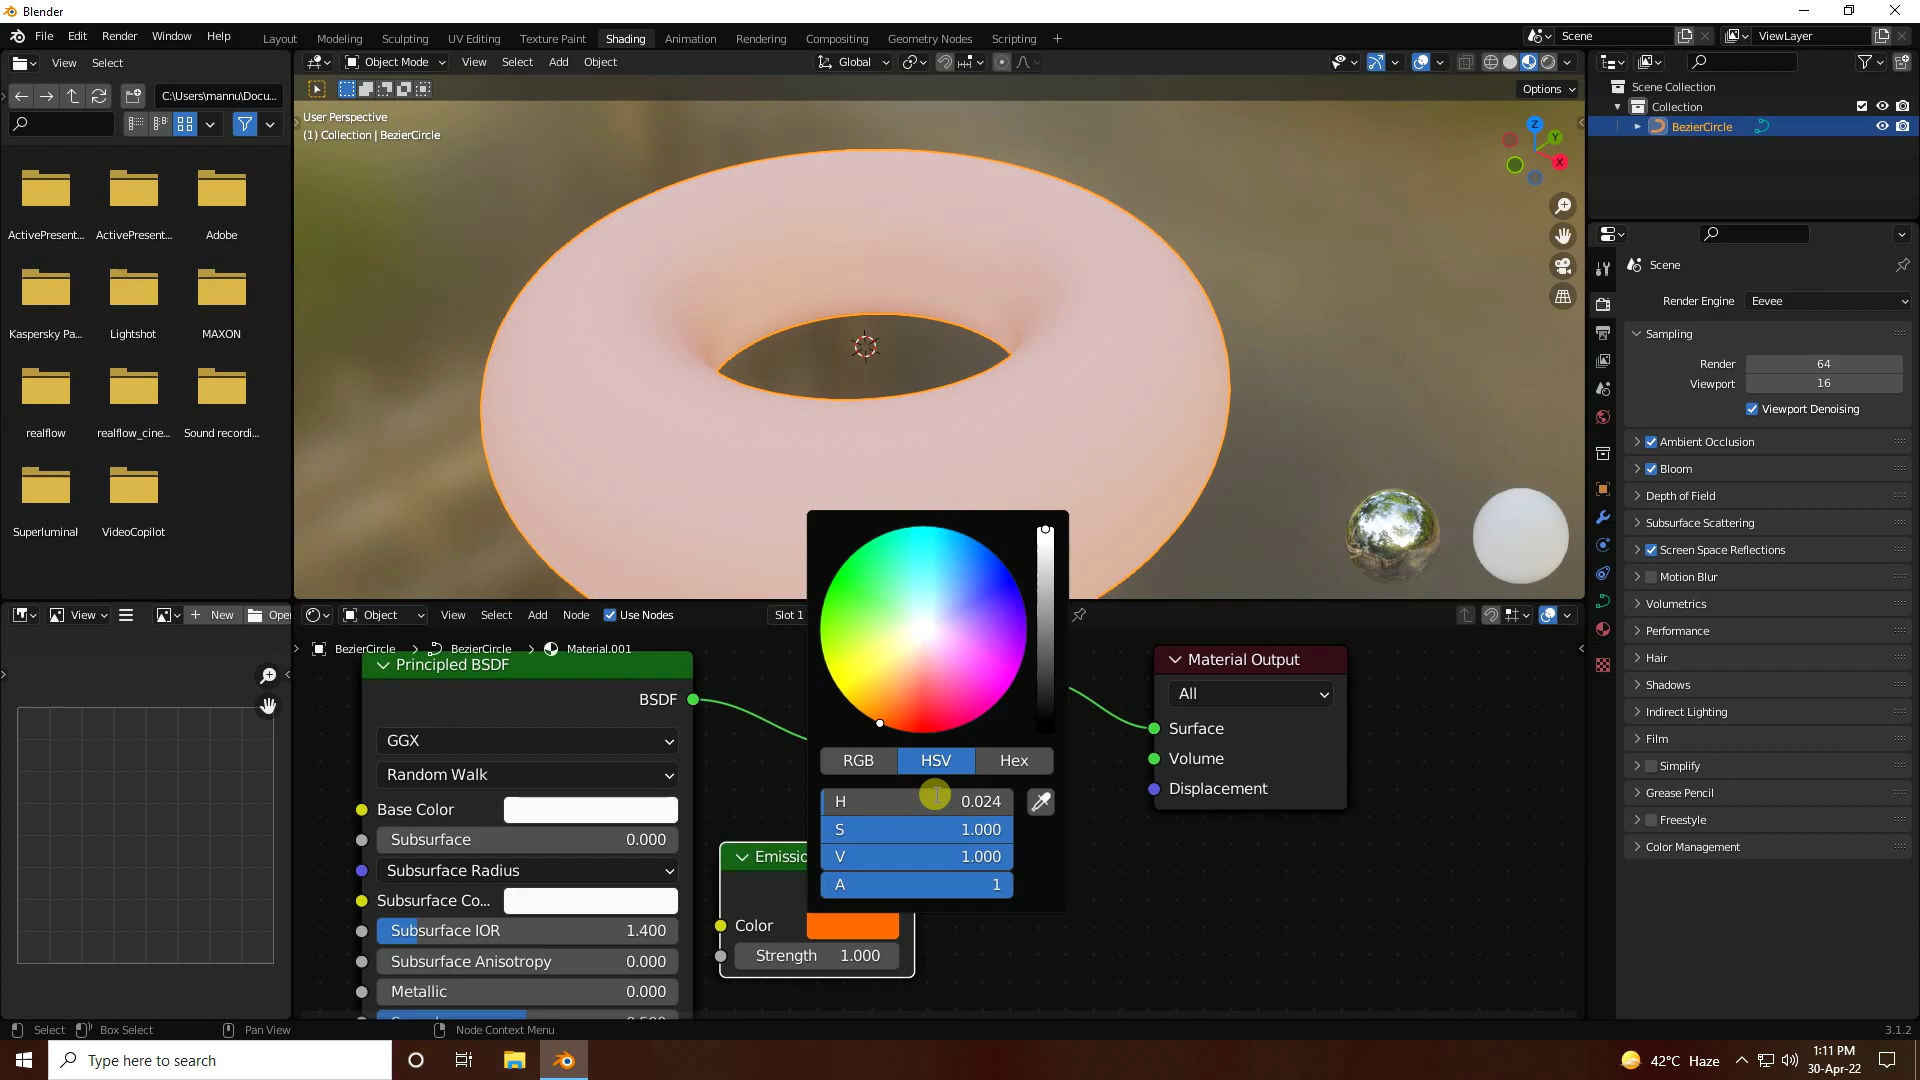 Blender
File Edit Render Window Help
Layout Modeling Sculpting UV Editing Texture Paint Shading Animation Rendering Compositing Geometry Nodes Scripting +
Scene
ViewLayer
View Select
Object Mode View Select Add Object
Global
C:\Users\mannu\Docu...
Options
User Perspective
(1) Collection | BezierCircle
Z
Y
X
Scene Collection
Collection
BezierCircle
ActivePresent...
ActivePresent...
Adobe
Kaspersky Pa...
Lightshot
MAXON
realflow
realflow_cine...
Sound recordi...
Superluminal
VideoCopilot
Scene
Render Engine Eevee
Sampling
Render 64
Viewport 16
Viewport Denoising
Ambient Occlusion
Bloom
Depth of Field
Subsurface Scattering
Screen Space Reflections
Motion Blur
Volumetrics
Performance
Hair
Shadows
Indirect Lighting
Film
Simplify
Grease Pencil
Freestyle
Color Management
View + New Open
Object View Select Add Node Use Nodes Slot 1
BezierCircle > BezierCircle > Material.001
Principled BSDF
BSDF
GGX
Random Walk
Base Color
Subsurface 0.000
Subsurface Radius
Subsurface Co...
Subsurface IOR 1.400
Subsurface Anisotropy 0.000
Metallic 0.000
RGB HSV Hex
H 0.024
S 1.000
V 1.000
A 1
Emissio
Color
Strength 1.000
Material Output
All
Surface
Volume
Displacement
Select Box Select Pan View Node Context Menu
3.1.2
Type here to search
42°C Haze
1:11 PM
30-Apr-22